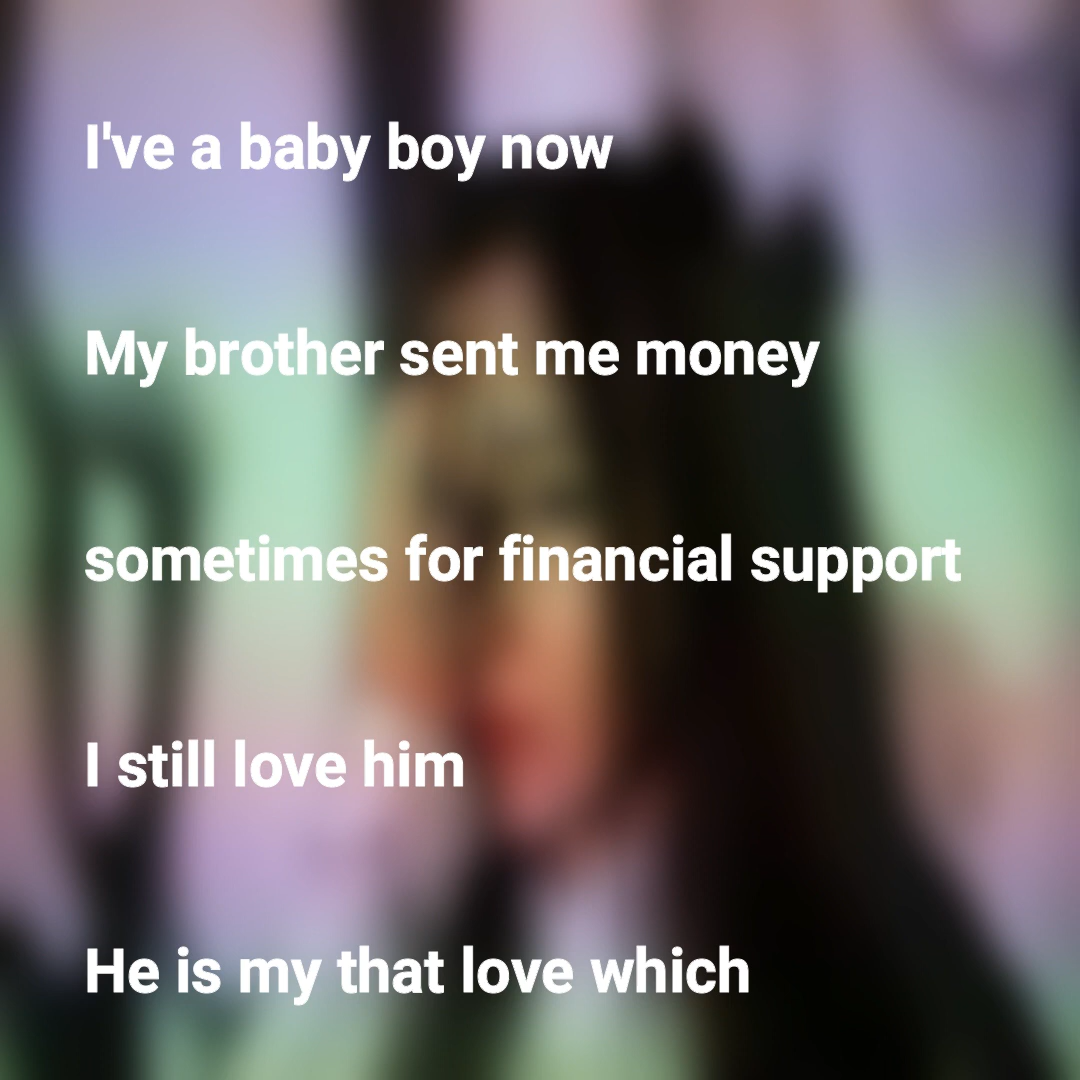 I've a baby boy now
My brother sent me money
sometimes for financial support
I still love him
He is my that love which